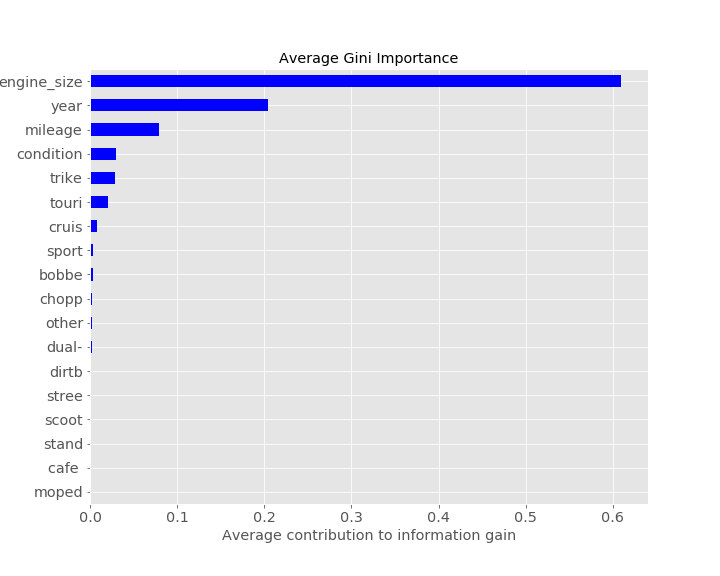 Average Gini Importance
engine_size
year
mileage
condition
trike
touri
cruis
sport
bobbe
chopp
other
dual-
dirtb
stree
scoot
stand
cafe
moped
0.0 0.1 0.2 0.3 0.4 0.5 0.6
Average contribution to information gain